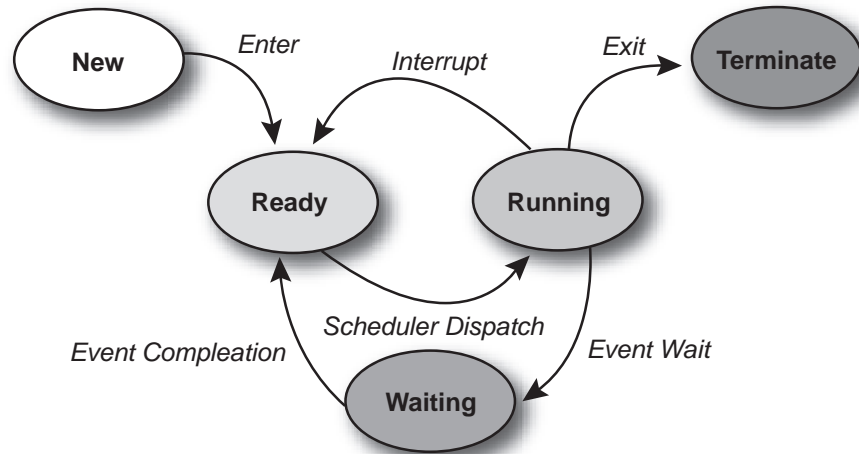 New
Enter
Interrupt
Exit
Terminate
Ready
Running
Scheduler Dispatch
Event Compleation
Event Wait
Waiting